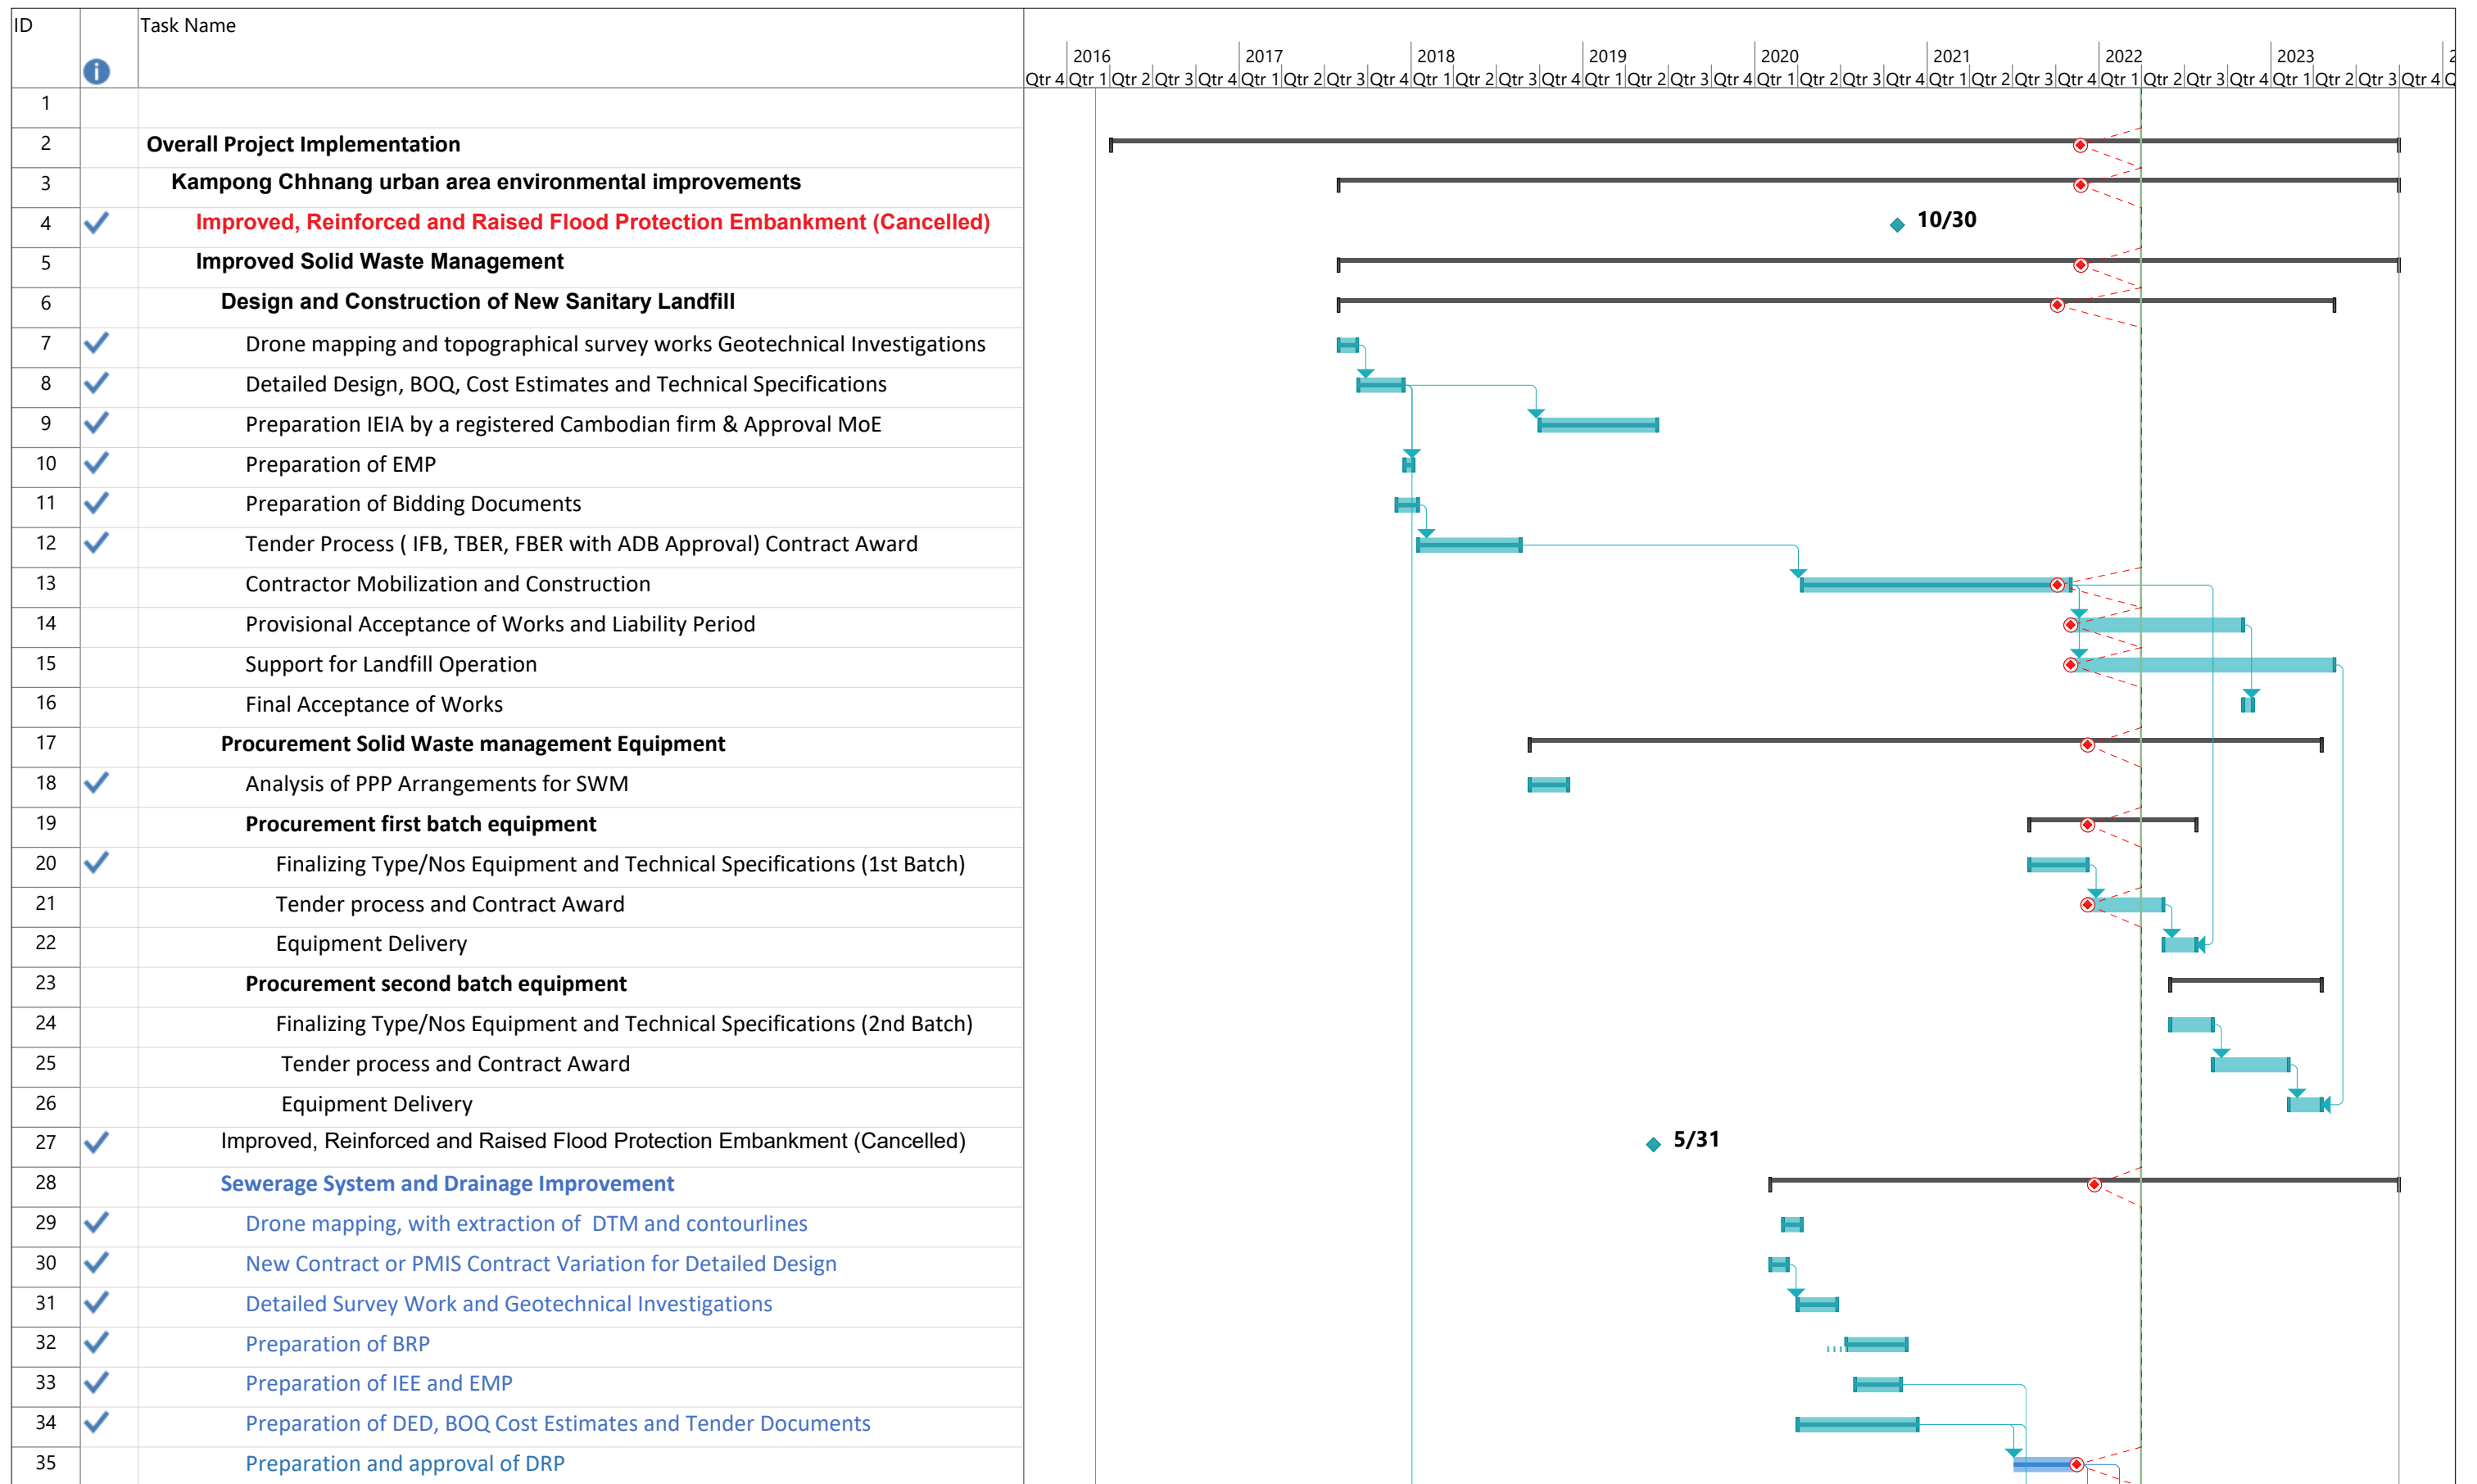 ID Task Name
2016 2017 2018 2019 2020 2021 2022 2023 2
Qtr 4 Qtr 1 Qtr 2 Qtr 3 Qtr 4 Qtr 1 Qtr 2 Qtr 3 Qtr 4 Qtr 1 Qtr 2 Qtr 3 Qtr 4 Qtr 1 Qtr 2 Qtr 3 Qtr 4 Qtr 1 Qtr 2 Qtr 3 Qtr 4 Qtr 1 Qtr 2 Qtr 3 Qtr 4 Qtr 1 Qtr 2 Qtr 3 Qtr 4 Qtr 1 Qtr 2 Qtr 3 Qtr 4 Q
1
2 Overall Project Implementation
3 Kampong Chhnang urban area environmental improvements
4 Improved, Reinforced and Raised Flood Protection Embankment (Cancelled) 10/30
5 Improved Solid Waste Management
6 Design and Construction of New Sanitary Landfill
7 Drone mapping and topographical survey works Geotechnical Investigations
8 Detailed Design, BOQ, Cost Estimates and Technical Specifications
9 Preparation IEIA by a registered Cambodian firm & Approval MoE
10 Preparation of EMP
11 Preparation of Bidding Documents
12 Tender Process ( IFB, TBER, FBER with ADB Approval) Contract Award
13 Contractor Mobilization and Construction
14 Provisional Acceptance of Works and Liability Period
15 Support for Landfill Operation
16 Final Acceptance of Works
17 Procurement Solid Waste management Equipment
18 Analysis of PPP Arrangements for SWM
19 Procurement first batch equipment
20 Finalizing Type/Nos Equipment and Technical Specifications (1st Batch)
21 Tender process and Contract Award
22 Equipment Delivery
23 Procurement second batch equipment
24 Finalizing Type/Nos Equipment and Technical Specifications (2nd Batch)
25 Tender process and Contract Award
26 Equipment Delivery
27 Improved, Reinforced and Raised Flood Protection Embankment (Cancelled) 5/31
28 Sewerage System and Drainage Improvement
29 Drone mapping, with extraction of DTM and contourlines
30 New Contract or PMIS Contract Variation for Detailed Design
31 Detailed Survey Work and Geotechnical Investigations
32 Preparation of BRP
33 Preparation of IEE and EMP
34 Preparation of DED, BOQ Cost Estimates and Tender Documents
35 Preparation and approval of DRP